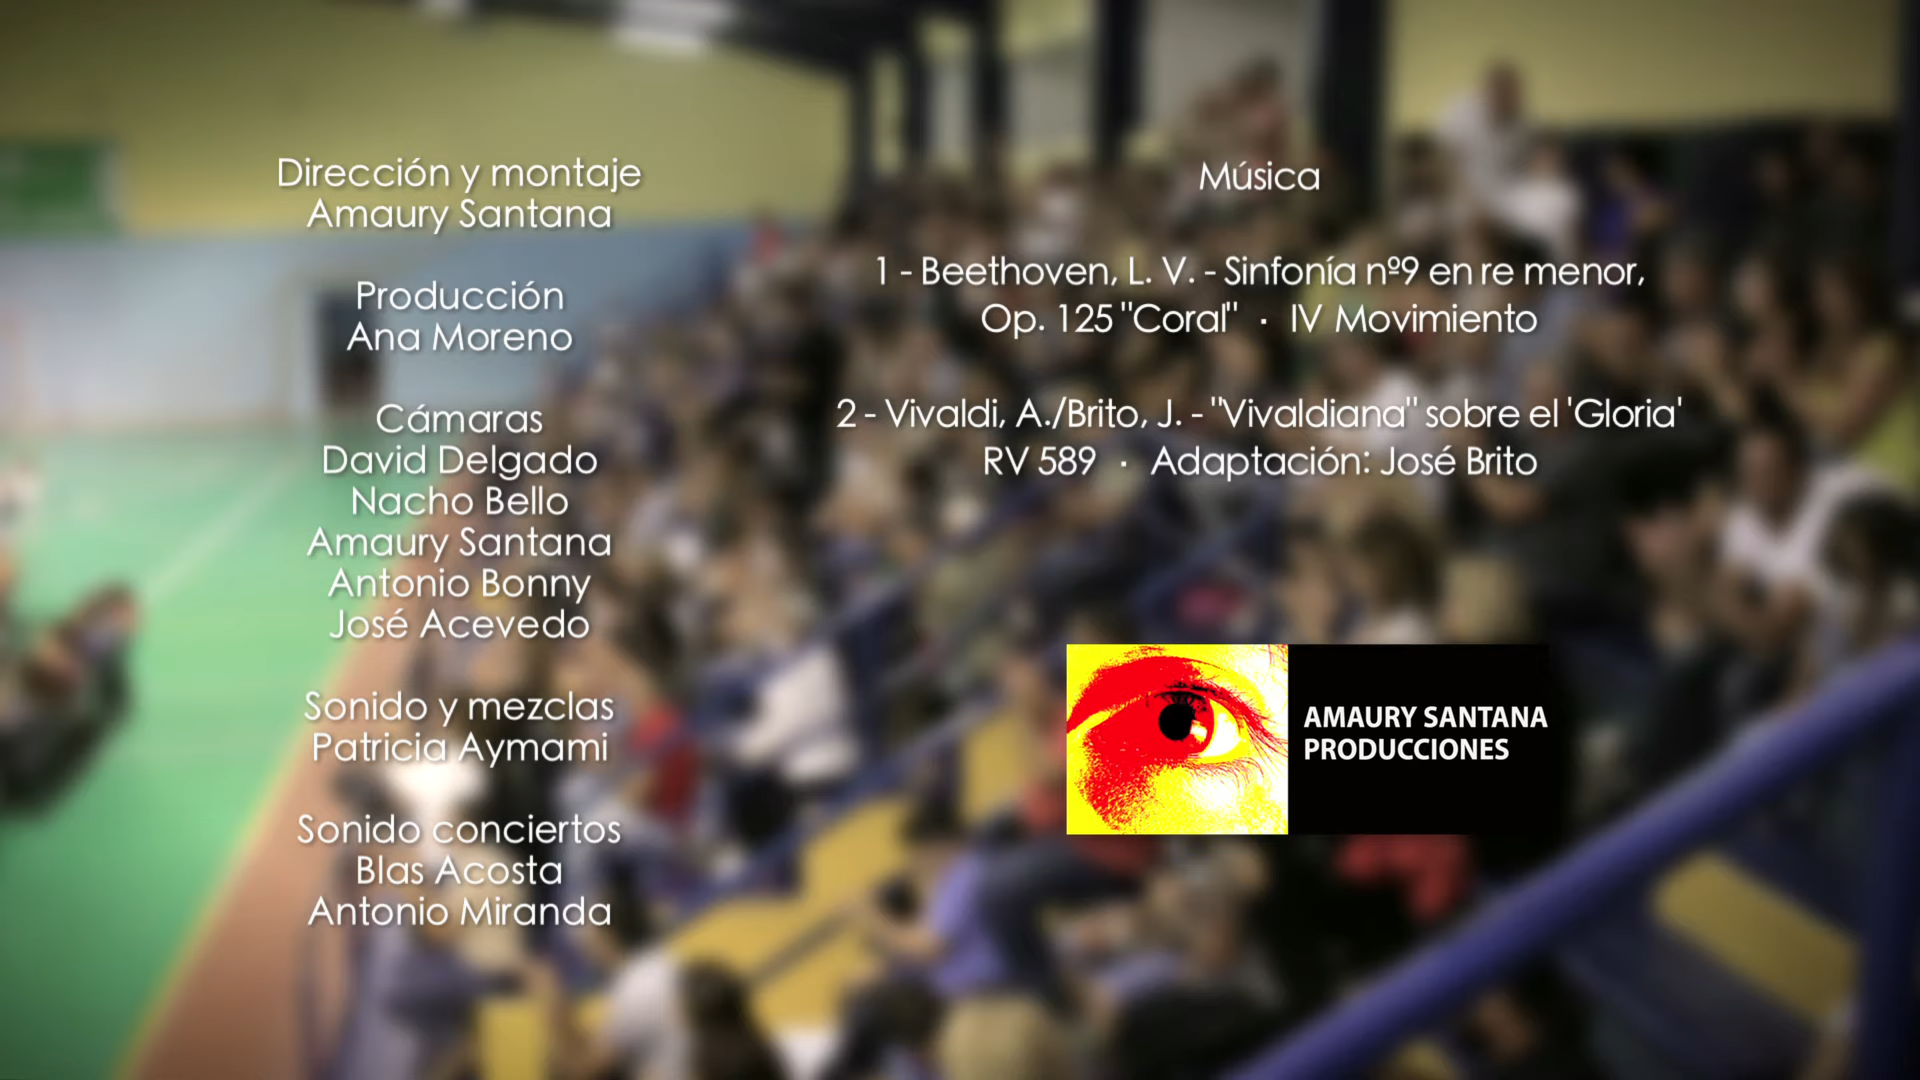 Dirección y montaje
Amaury Santana
Producción
Ana Moreno
Cámaras
David Delgado
Nacho Bello
Amaury Santana
Antonio Bonny
José Acevedo
Sonido y mezclas
Patricia Aymami
Sonido conciertos
Blas Acosta
Antonio Miranda
Música
1 - Beethoven, L. V. - Sinfonía nº9 en re menor,
Op. 125 "Coral" · IV Movimiento
2 - Vivaldi, A./Brito, J. - "Vivaldiana" sobre el 'Gloria'
RV 589 · Adaptación: José Brito
AMAURY SANTANA
PRODUCCIONES